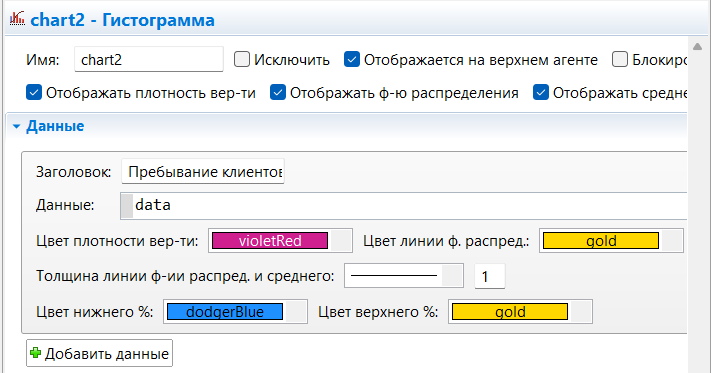 chart2 - Гистограмма
Имя: chart2 Исключить Отображается на верхнем агенте Блокиро
Отображать плотность вер-ти Отображать ф-ю распределения Отображать средне
Данные
Заголовок: Пребывание клиентов
Данные: data
Цвет плотности вер-ти: violetRed Цвет линии ф. распред.: gold
Толщина линии ф-ии распред. и среднего: 1
Цвет нижнего %: dodgerBlue Цвет верхнего %: gold
Добавить данные